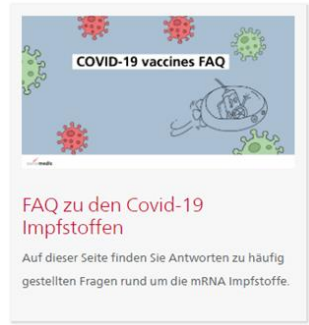 COVID-19 vaccines FAQ
FAQ zu den Covid-19
Impfstoffen
Auf dieser Seite finden Sie Antworten zu häufig
gestellten Fragen rund um die mRNA Impfstoffe.